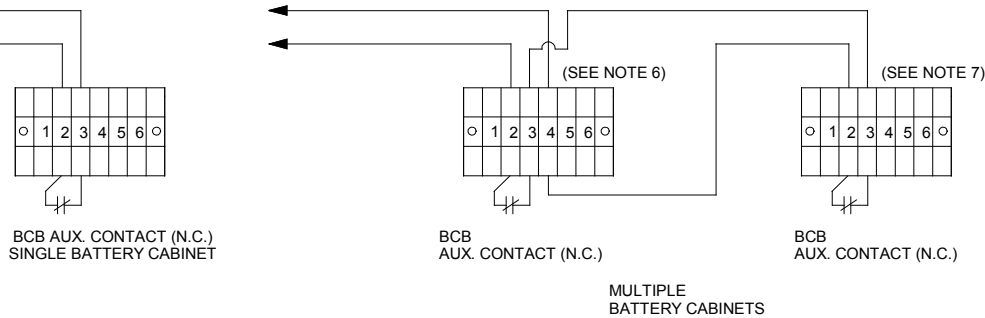 (SEE NOTE 6)
(SEE NOTE 7)
1 2 3 4 5 6
1 2 3 4 5 6
1 2 3 4 5 6
BCB AUX. CONTACT (N.C.)
SINGLE BATTERY CABINET
BCB
AUX. CONTACT (N.C.)
BCB
AUX. CONTACT (N.C.)
MULTIPLE
BATTERY CABINETS